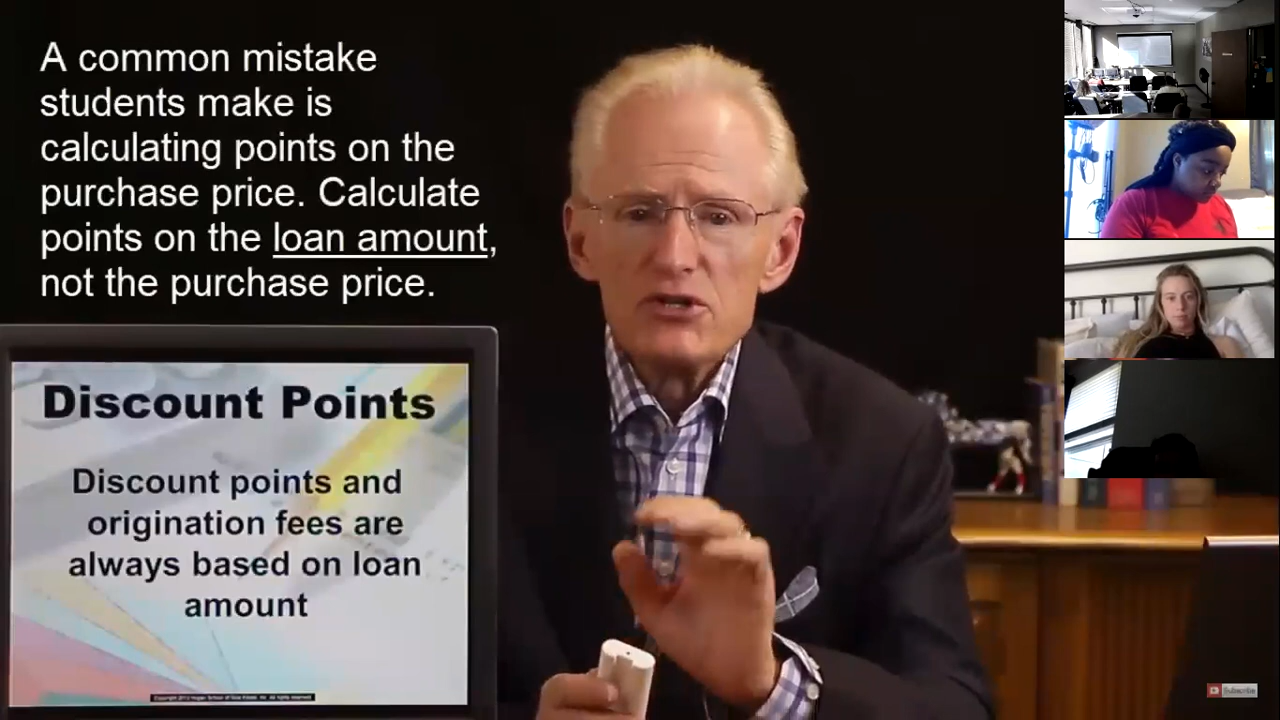 A common mistake
students make is
calculating points on the
purchase price. Calculate
points on the loan amount,
not the purchase price.
Discount Points
Discount points and
origination fees are
always based on loan
amount
Subscribe